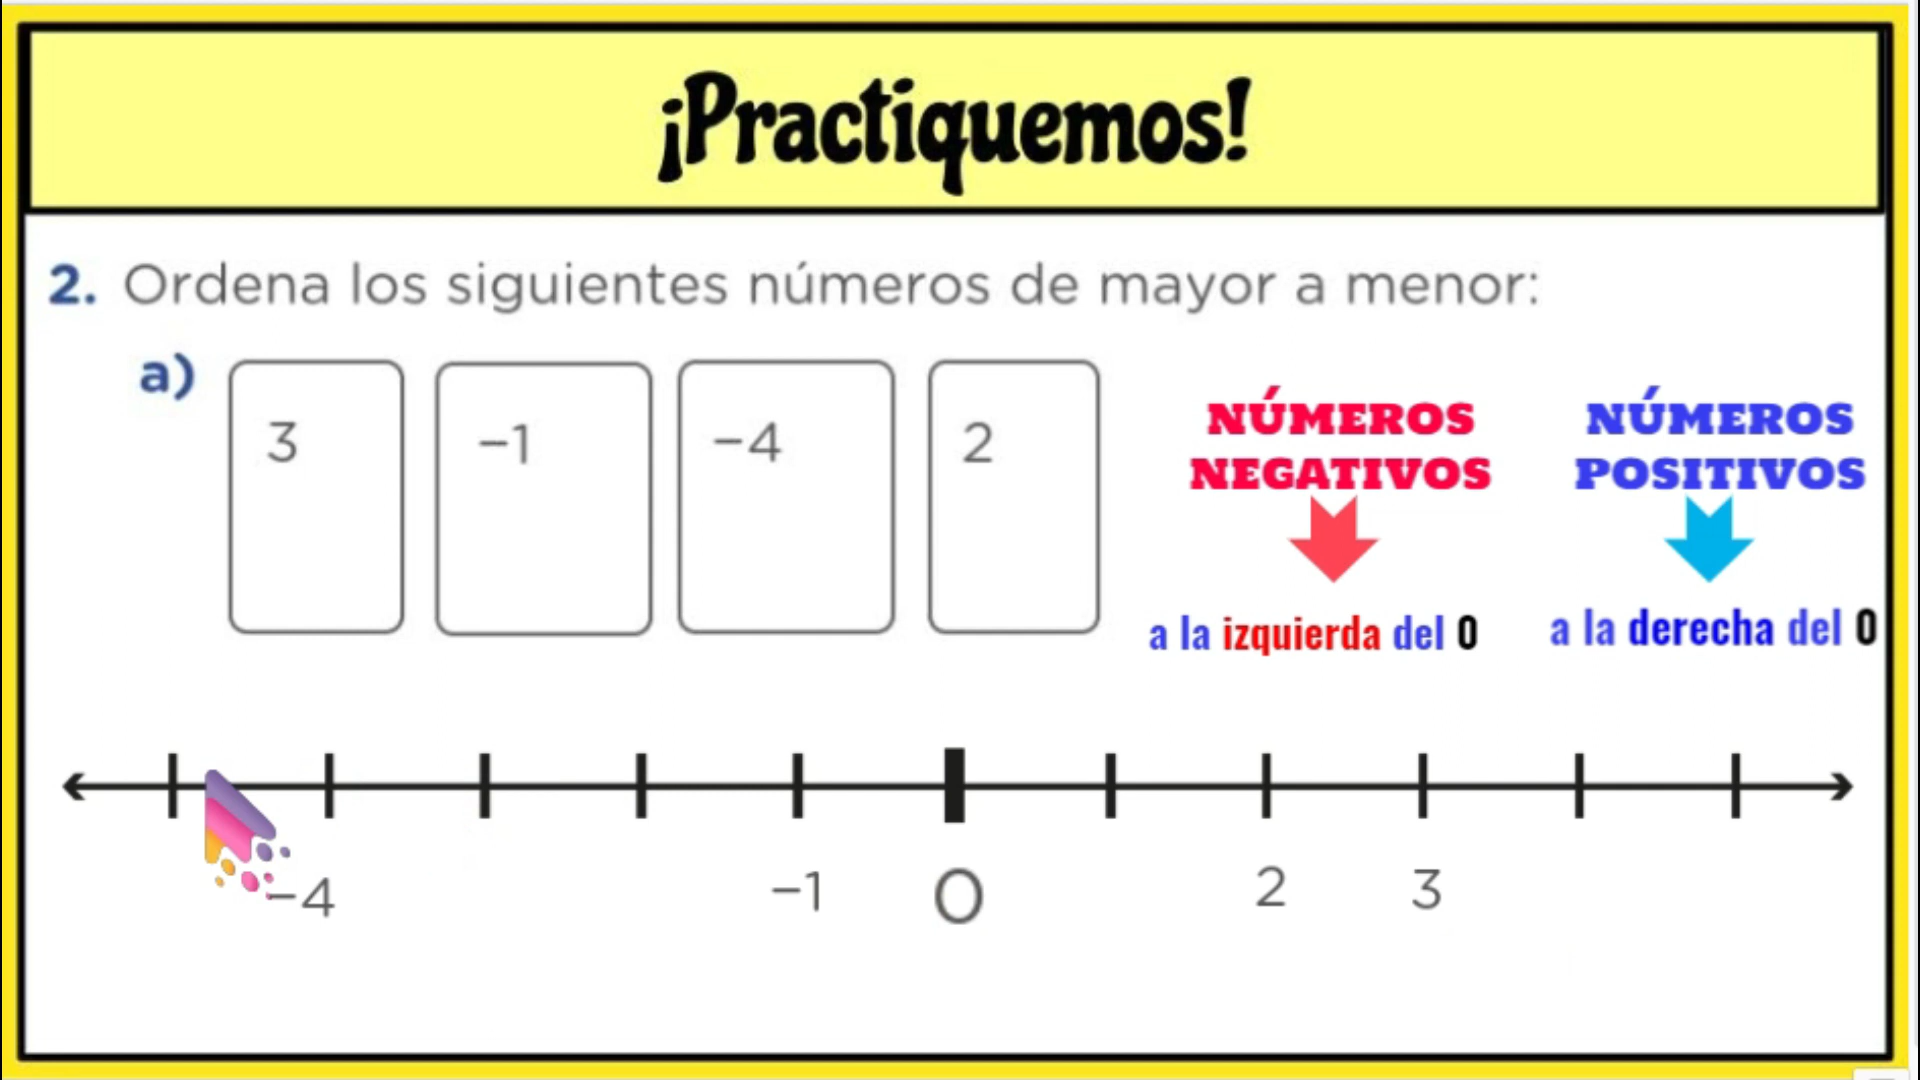 ¡Practiquemos!
2. Ordena los siguientes números de mayor a menor:
a) 3 −1 −4 2
NÚMEROS
NEGATIVOS
a la izquierda del 0
NÚMEROS
POSITIVOS
a la derecha del 0
−4 −1 0 2 3